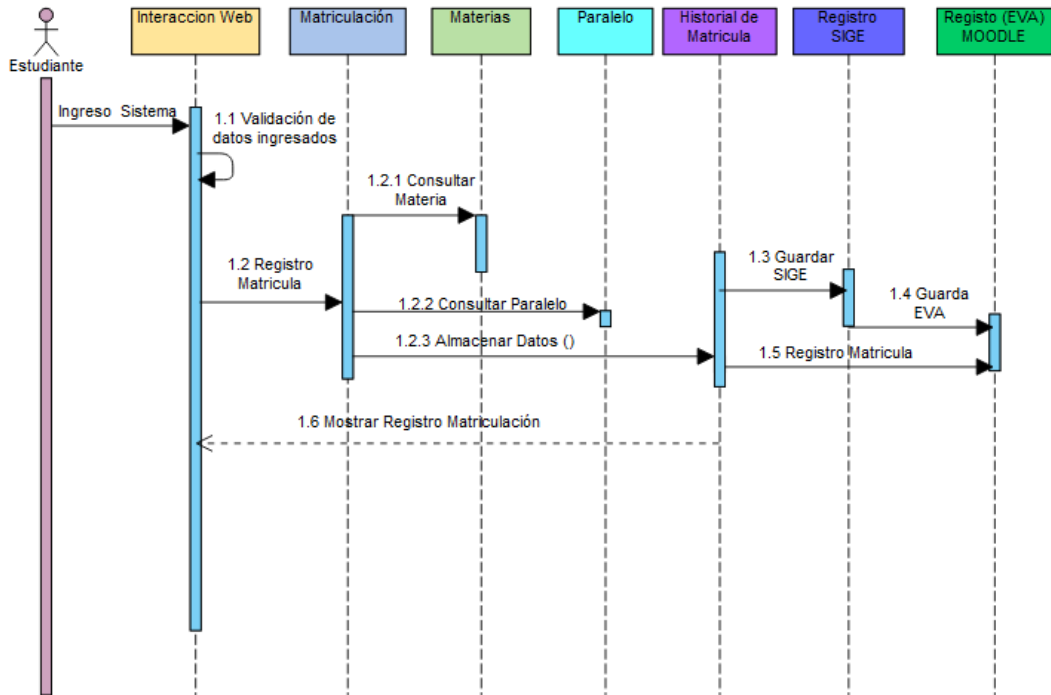 Interaccion Web
Matriculación
Materias
Paralelo
Historial de
Matricula
Registro
SIGE
Registo (EVA)
MOODLE
Estudiante
Ingreso Sistema
1.1 Validación de
datos ingresados
1.2.1 Consultar
Materia
1.2 Registro
Matricula
1.3 Guardar
SIGE
1.2.2 Consultar Paralelo
1.4 Guarda
EVA
1.2.3 Almacenar Datos ()
1.5 Registro Matricula
1.6 Mostrar Registro Matriculación